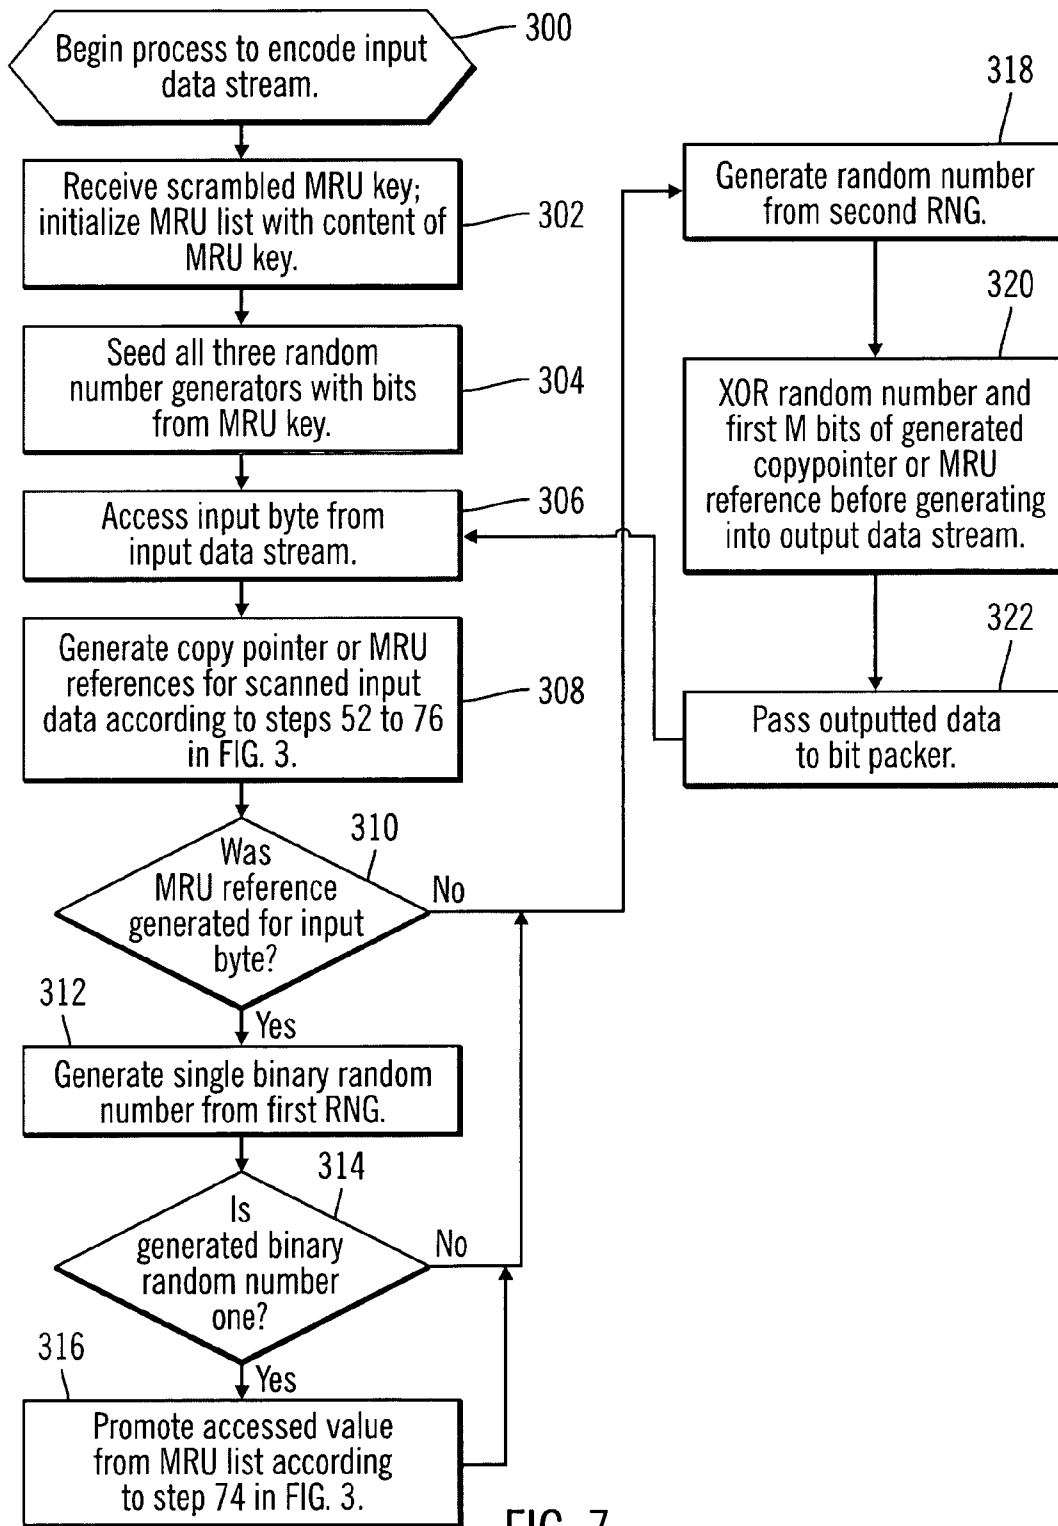 300
Begin process to encode input
data stream.
Receive scrambled MRU key;
initialize MRU list with content of
MRU key.
302
Seed all three random
number generators with bits
from MRU key.
304
Access input byte from
input data stream.
306
Generate copy pointer or MRU
references for scanned input
data according to steps 52 to 76
in FIG. 3.
308
310
Was
MRU reference
generated for input
byte?
No
Yes
312
Generate single binary random
number from first RNG.
314
Is
generated binary
random number
one?
No
Yes
316
Promote accessed value
from MRU list according
to step 74 in FIG. 3.
318
Generate random number
from second RNG.
320
XOR random number and
first M bits of generated
copypointer or MRU
reference before generating
into output data stream.
322
Pass outputted data
to bit packer.
FIG. 7